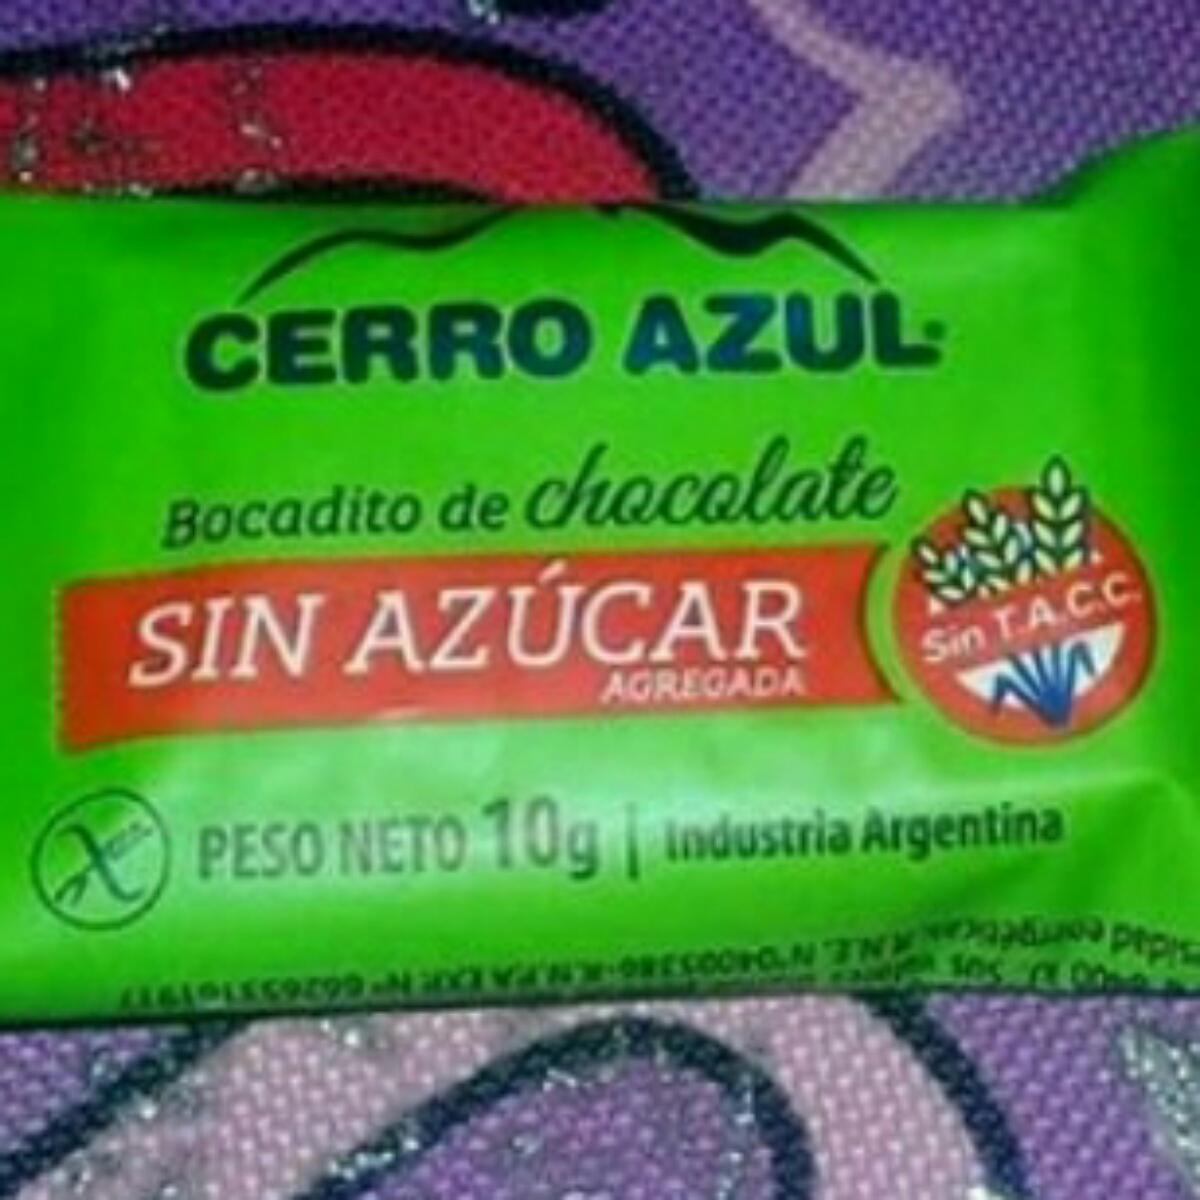 CERRO AZUL
Bocadito de chocolate
SIN AZÚCAR
AGREGADA
Sin T.A.C.C.
PESO NETO 10g | Industria Argentina